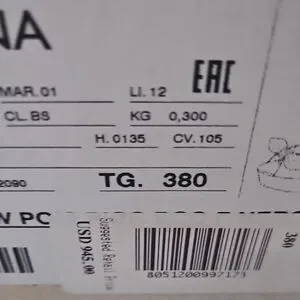 NA
MAR. 01 LI. 12 EAC
CL. BS KG 0,300
H. 0135 CV. 105
2090 TG. 380
W PC
Suggested Retail Price
USD 945.00
8051200997173
380